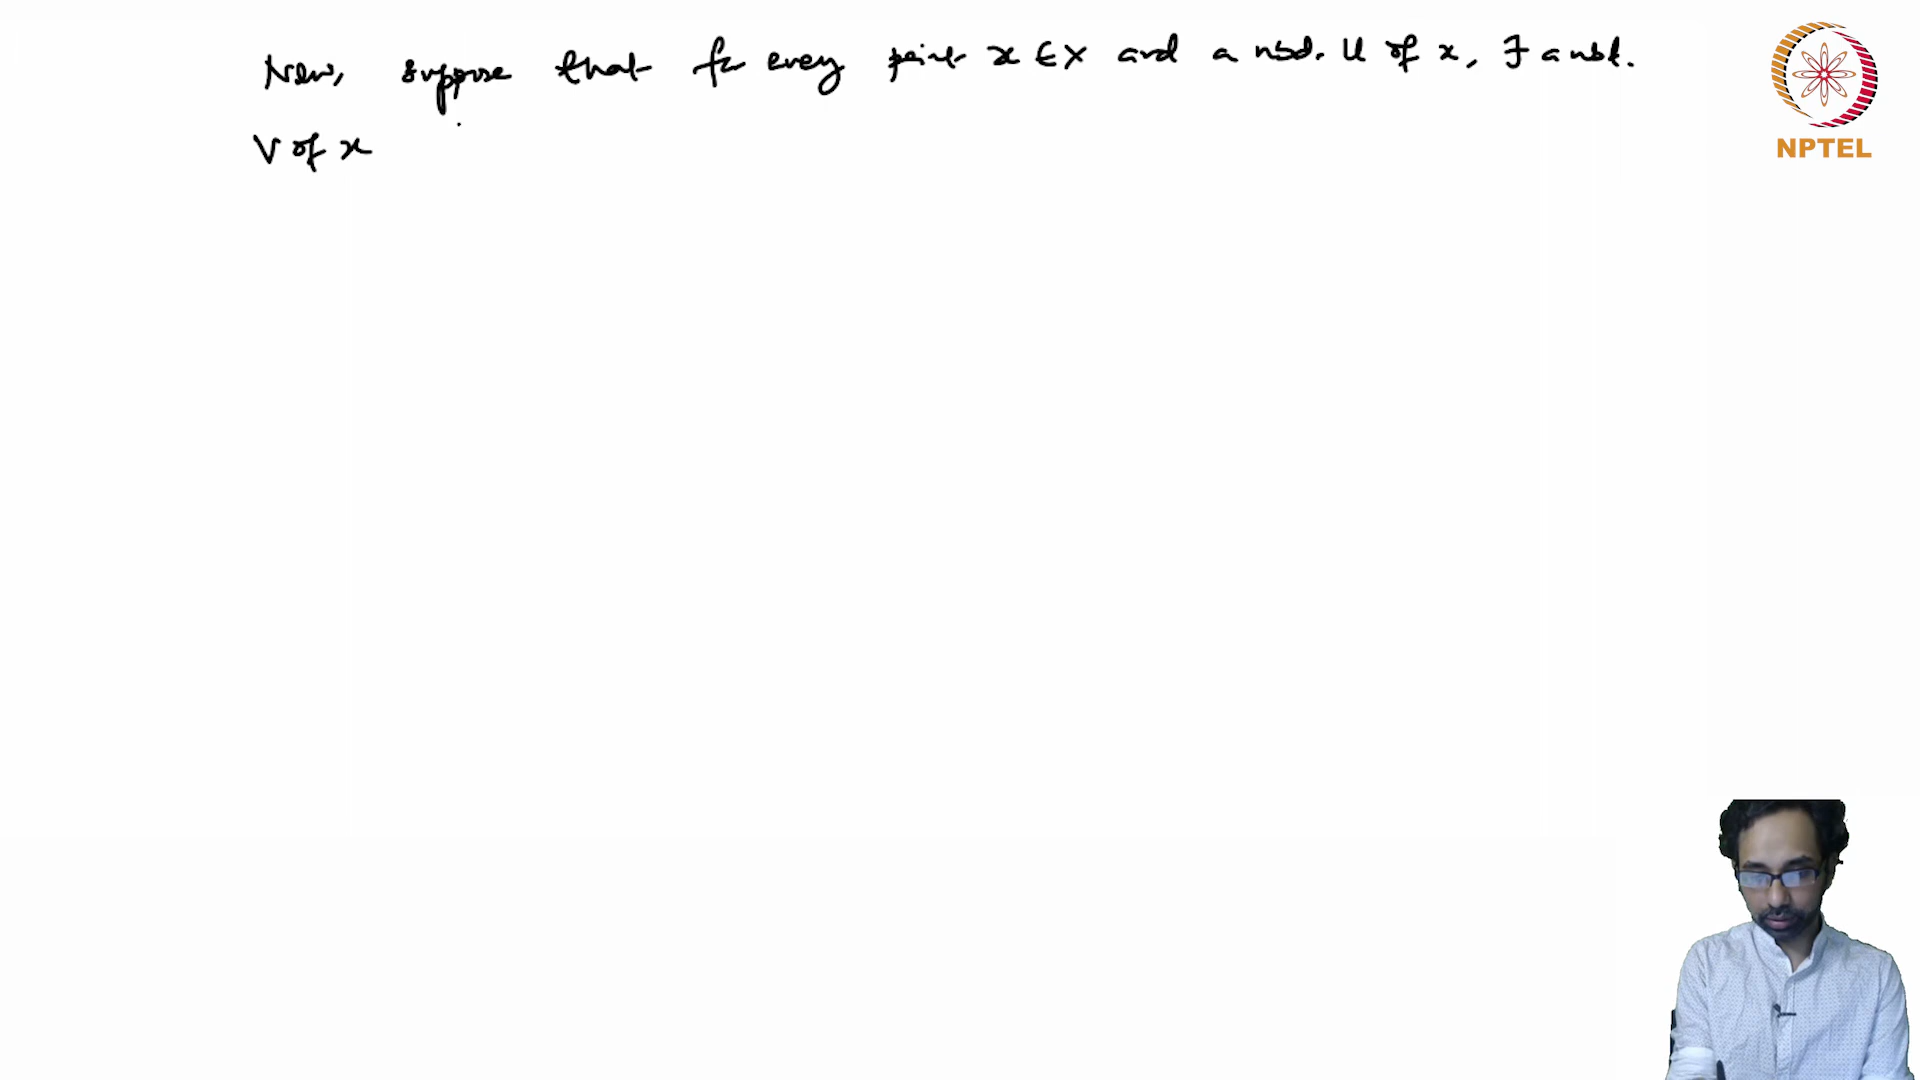 Now, suppose that for every point x ∈ X and a nbd. U of x, ∃ a nbd.
V of x
NPTEL